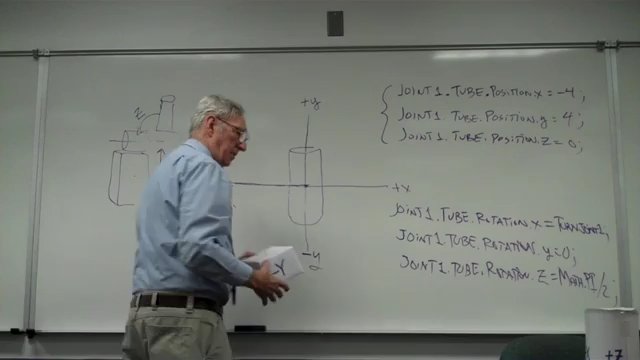 +y
JOINT1.TUBE.POSITION.X = -4;
JOINT1.TUBE.POSITION.y = 4;
JOINT1.TUBE.POSITION.Z = 0;
+X
JOINT1.TUBE.ROTATION.X =
JOINT1.TUBE.ROTATION.y=0;
JOINT1.TUBE.ROTATION.Z=MATH.PI/2;
-y
-Y
+Z